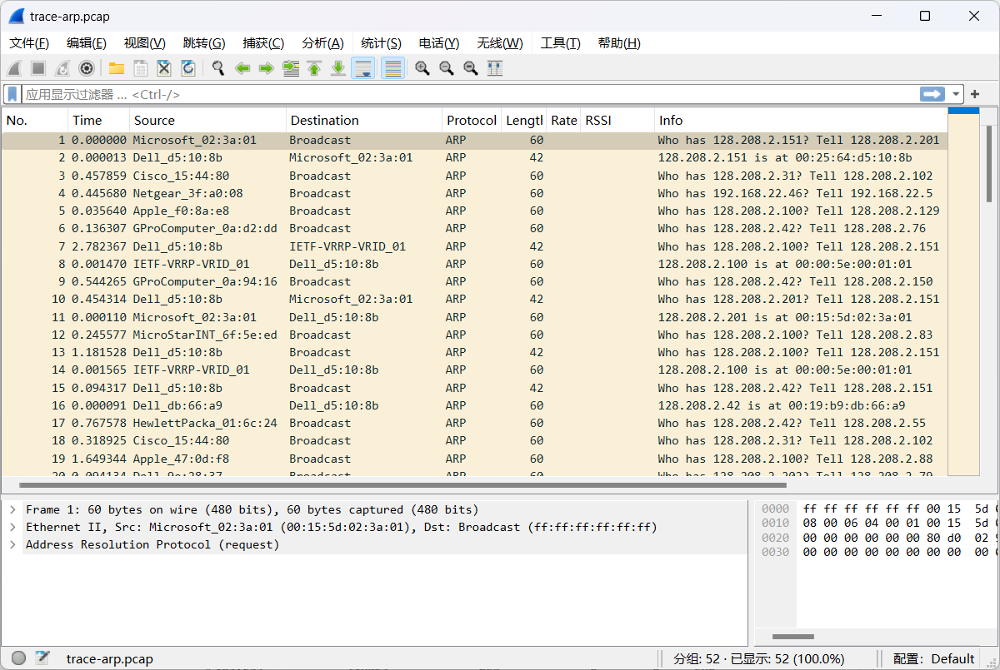 trace-arp.pcap
文件(F) 编辑(E) 视图(V) 跳转(G) 捕获(C) 分析(A) 统计(S) 电话(Y) 无线(W) 工具(T) 帮助(H)
应用显示过滤器 … <Ctrl-/>
No. Time Source Destination Protocol Lengtl Rate RSSI Info
1 0.000000 Microsoft_02:3a:01 Broadcast ARP 60 Who has 128.208.2.151? Tell 128.208.2.201
2 0.000013 Dell_d5:10:8b Microsoft_02:3a:01 ARP 42 128.208.2.151 is at 00:25:64:d5:10:8b
3 0.457859 Cisco_15:44:80 Broadcast ARP 60 Who has 128.208.2.31? Tell 128.208.2.102
4 0.445680 Netgear_3f:a0:08 Broadcast ARP 60 Who has 192.168.22.46? Tell 192.168.22.5
5 0.035640 Apple_f0:8a:e8 Broadcast ARP 60 Who has 128.208.2.100? Tell 128.208.2.129
6 0.136307 GProComputer_0a:d2:dd Broadcast ARP 60 Who has 128.208.2.42? Tell 128.208.2.76
7 2.782367 Dell_d5:10:8b IETF-VRRP-VRID_01 ARP 42 Who has 128.208.2.100? Tell 128.208.2.151
8 0.001470 IETF-VRRP-VRID_01 Dell_d5:10:8b ARP 60 128.208.2.100 is at 00:00:5e:00:01:01
9 0.544265 GProComputer_0a:94:16 Broadcast ARP 60 Who has 128.208.2.42? Tell 128.208.2.150
10 0.454314 Dell_d5:10:8b Microsoft_02:3a:01 ARP 42 Who has 128.208.2.201? Tell 128.208.2.151
11 0.000110 Microsoft_02:3a:01 Dell_d5:10:8b ARP 60 128.208.2.201 is at 00:15:5d:02:3a:01
12 0.245577 MicroStarINT_6f:5e:ed Broadcast ARP 60 Who has 128.208.2.100? Tell 128.208.2.83
13 1.181528 Dell_d5:10:8b Broadcast ARP 42 Who has 128.208.2.100? Tell 128.208.2.151
14 0.001565 IETF-VRRP-VRID_01 Dell_d5:10:8b ARP 60 128.208.2.100 is at 00:00:5e:00:01:01
15 0.094317 Dell_d5:10:8b Broadcast ARP 42 Who has 128.208.2.42? Tell 128.208.2.151
16 0.000091 Dell_db:66:a9 Dell_d5:10:8b ARP 60 128.208.2.42 is at 00:19:b9:db:66:a9
17 0.767578 HewlettPacka_01:6c:24 Broadcast ARP 60 Who has 128.208.2.42? Tell 128.208.2.55
18 0.318925 Cisco_15:44:80 Broadcast ARP 60 Who has 128.208.2.31? Tell 128.208.2.102
19 1.649344 Apple_47:0d:f8 Broadcast ARP 60 Who has 128.208.2.100? Tell 128.208.2.88
Frame 1: 60 bytes on wire (480 bits), 60 bytes captured (480 bits)
Ethernet II, Src: Microsoft_02:3a:01 (00:15:5d:02:3a:01), Dst: Broadcast (ff:ff:ff:ff:ff:ff)
Address Resolution Protocol (request)
0000 ff ff ff ff ff ff 00 15 5d
0010 08 00 06 04 00 01 00 15 5d
0020 00 00 00 00 00 00 80 d0 02
0030 00 00 00 00 00 00 00 00 00
trace-arp.pcap 分组: 52 · 已显示: 52 (100.0%) 配置: Default